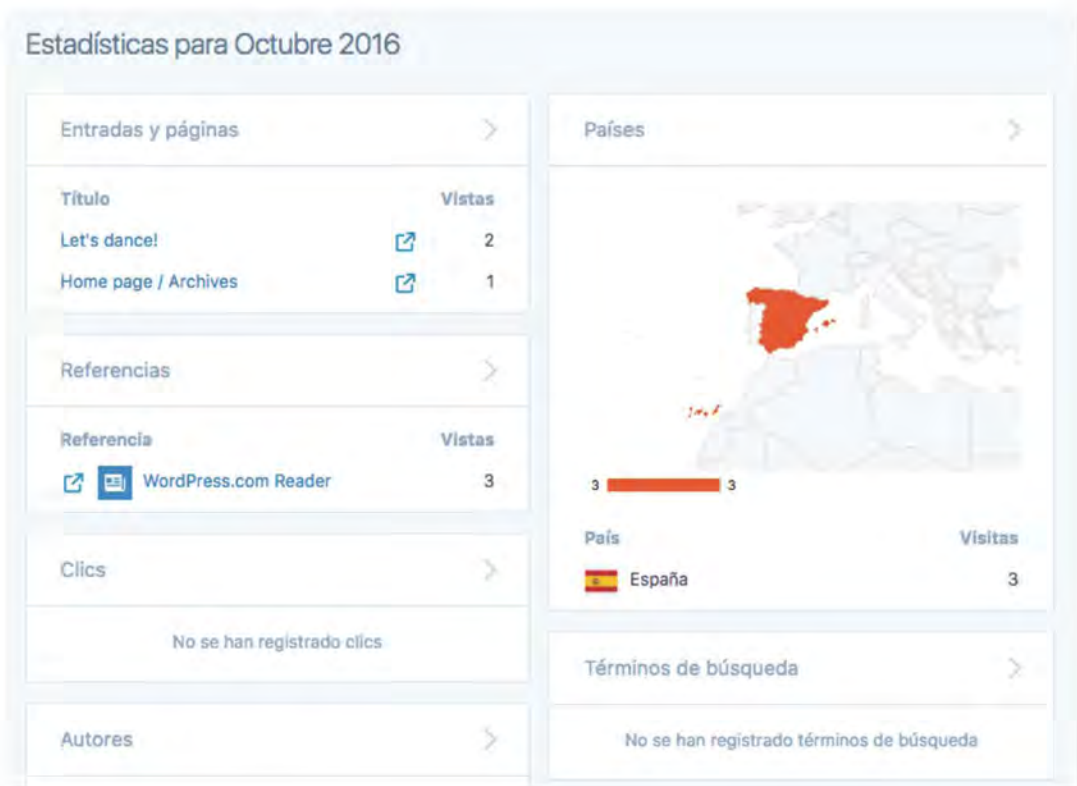 Estadísticas para Octubre 2016
Entradas y páginas
Título Vistas
Let's dance! 2
Home page / Archives 1
Referencias
Referencia Vistas
WordPress.com Reader 3
Clics
No se han registrado clics
Autores
Países
3 3
País Visitas
España 3
Términos de búsqueda
No se han registrado términos de búsqueda